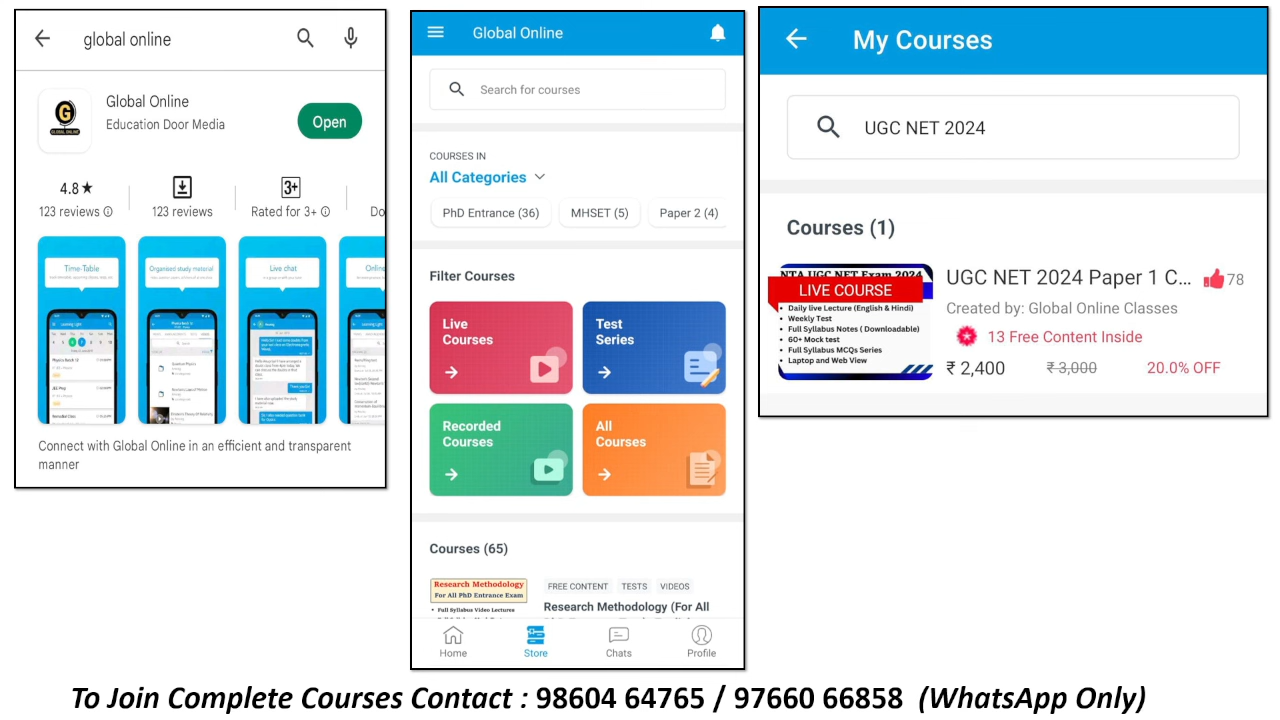 global online
Global Online
Education Door Media
Open
4.8★
123 reviews
123 reviews
3+
Rated for 3+
Do
Time-Table
Organised study material
Live chat
Online
Connect with Global Online in an efficient and transparent
manner
Global Online
Search for courses
COURSES IN
All Categories
PhD Entrance (36)
MHSET (5)
Paper 2 (4)
Filter Courses
Live
Courses
Test
Series
Recorded
Courses
All
Courses
Courses (65)
Research Methodology
For All PhD Entrance Exam
• Full Syllabus Video Lectures
FREE CONTENT TESTS VIDEOS
Research Methodology (For All
Home
Store
Chats
Profile
My Courses
UGC NET 2024
Courses (1)
NTA UGC NET Exam 2024
LIVE COURSE
• Daily live Lecture (English & Hindi)
• Weekly Test
• Full Syllabus Notes ( Downloadable)
• 60+ Mock test
• Full Syllabus MCQs Series
• Laptop and Web View
UGC NET 2024 Paper 1 C...
78
Created by: Global Online Classes
13 Free Content Inside
₹ 2,400 ₹ 3,000 20.0% OFF
To Join Complete Courses Contact : 98604 64765 / 97660 66858 (WhatsApp Only)